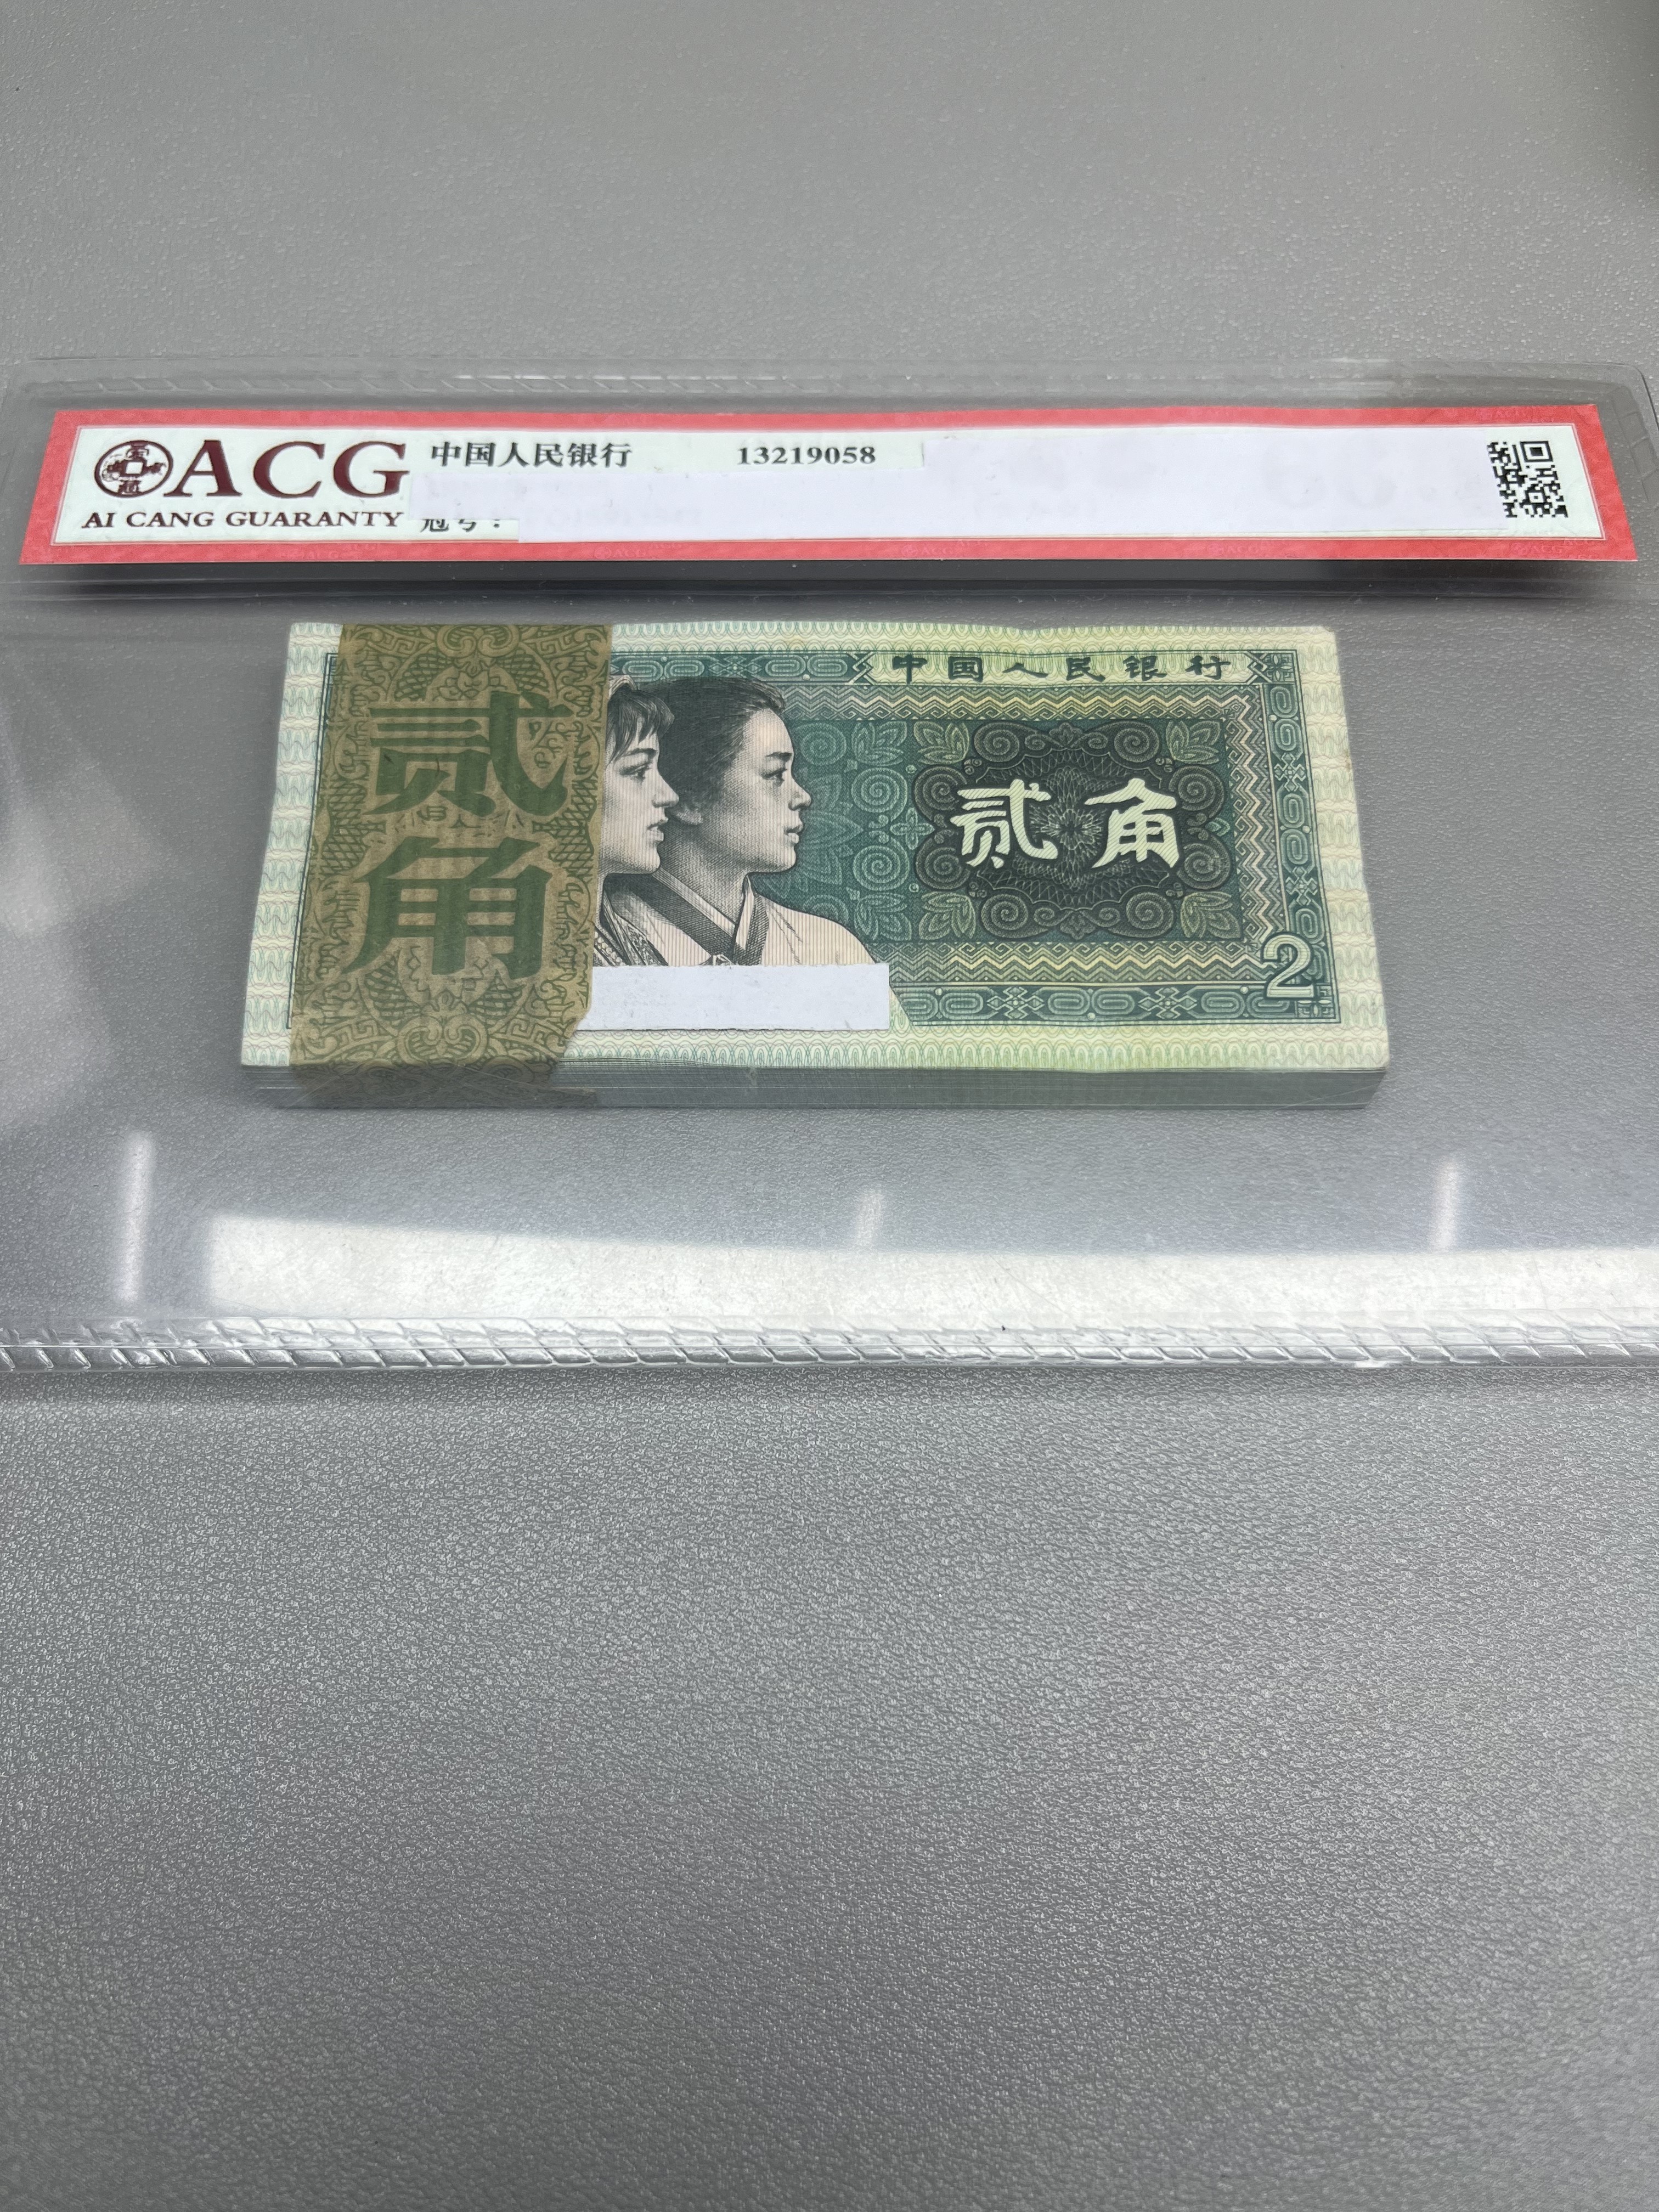 ACG
AI CANG GUARANTY
中国人民银行 13219058
冠号：
中国人民银行
贰角
贰角
2